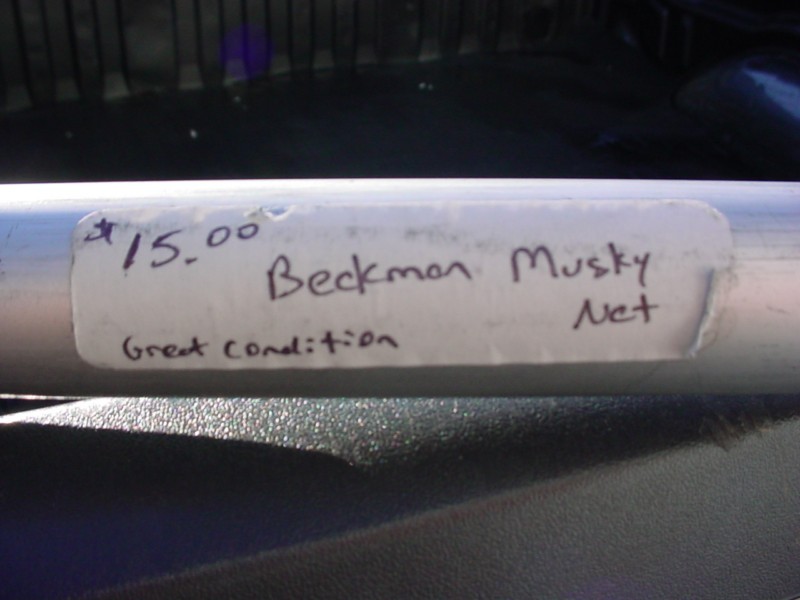 $15.00
Beckman Musky
Net
Great condition